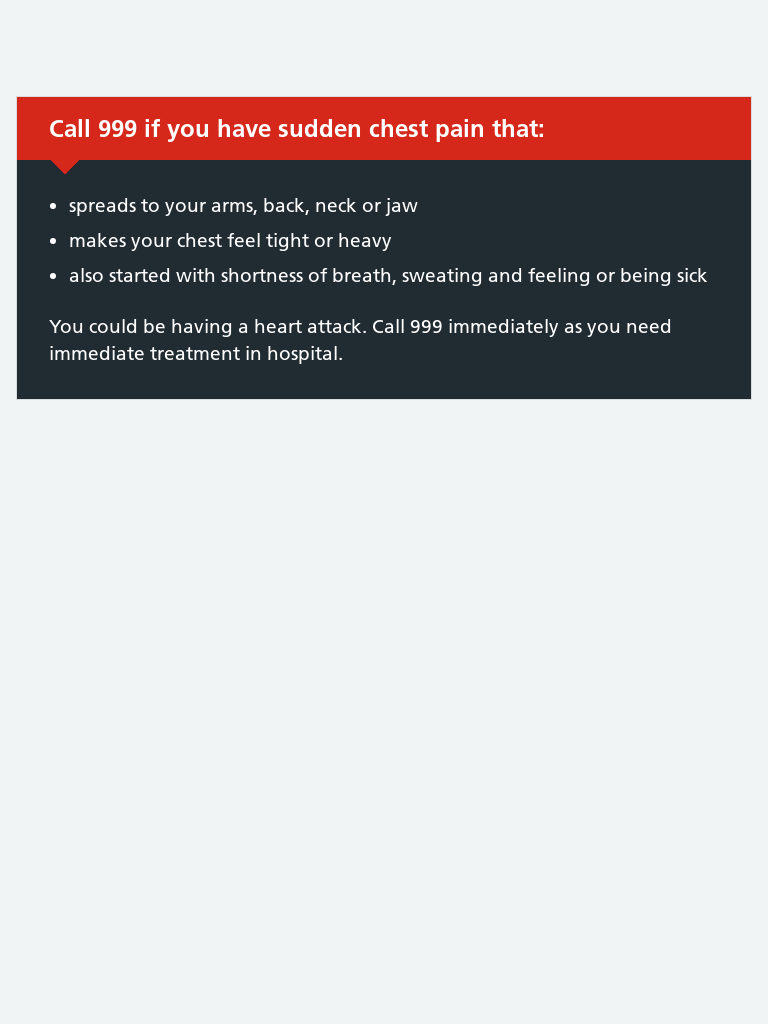 Call 999 if you have sudden chest pain that:
• spreads to your arms, back, neck or jaw
• makes your chest feel tight or heavy
• also started with shortness of breath, sweating and feeling or being sick
You could be having a heart attack. Call 999 immediately as you need
immediate treatment in hospital.